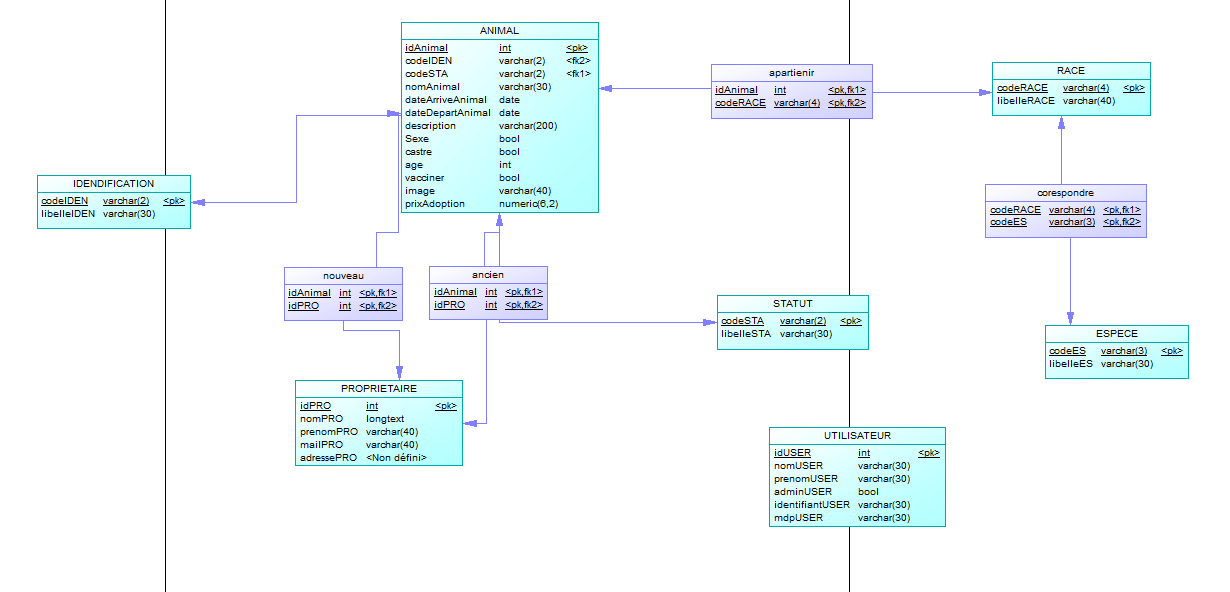 ANIMAL
idAnimal int <pk>
codeIDEN varchar(2) <fk2>
codeSTA varchar(2) <fk1>
nomAnimal varchar(30)
dateArriveAnimal date
dateDepartAnimal date
description varchar(200)
Sexe bool
castre bool
age int
vacciner bool
image varchar(40)
prixAdoption numeric(6,2)
apartienir
idAnimal int <pk,fk1>
codeRACE varchar(4) <pk,fk2>
RACE
codeRACE varchar(4) <pk>
libelleRACE varchar(40)
IDENDIFICATION
codeIDEN varchar(2) <pk>
libelleIDEN varchar(30)
corespondre
codeRACE varchar(4) <pk,fk1>
codeES varchar(3) <pk,fk2>
nouveau
idAnimal int <pk,fk1>
idPRO int <pk,fk2>
ancien
idAnimal int <pk,fk1>
idPRO int <pk,fk2>
STATUT
codeSTA varchar(2) <pk>
libelleSTA varchar(30)
ESPECE
codeES varchar(3) <pk>
libelleES varchar(30)
PROPRIETAIRE
idPRO int <pk>
nomPRO longtext
prenomPRO varchar(40)
mailPRO varchar(40)
adressePRO <Non défini>
UTILISATEUR
idUSER int <pk>
nomUSER varchar(30)
prenomUSER varchar(30)
adminUSER bool
identifiantUSER varchar(30)
mdpUSER varchar(30)